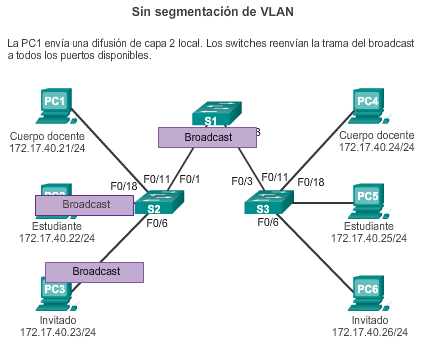 Sin segmentación de VLAN
La PC1 envía una difusión de capa 2 local. Los switches reenvían la trama del broadcast
a todos los puertos disponibles.
PC1
Cuerpo docente
172.17.40.21/24
S1
Broadcast
3
PC4
Cuerpo docente
172.17.40.24/24
F0/18
F0/11
F0/1
F0/3
F0/11
F0/18
Broadcast
Estudiante
172.17.40.22/24
S2
F0/6
S3
F0/6
PC5
Estudiante
172.17.40.25/24
Broadcast
PC3
Invitado
172.17.40.23/24
PC6
Invitado
172.17.40.26/24